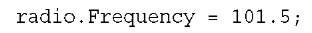 radio.Frequency = 101.5;